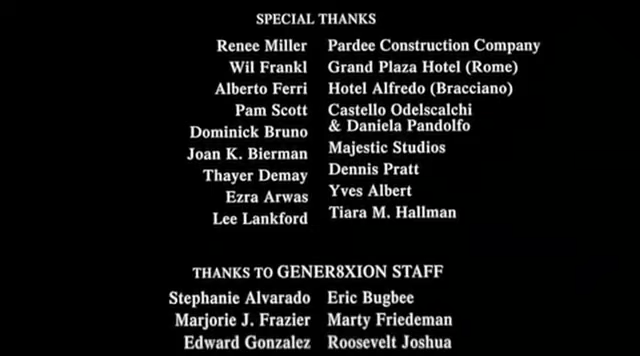 SPECIAL THANKS
Renee Miller
Wil Frankl
Alberto Ferri
Pam Scott
Dominick Bruno
Joan K. Bierman
Thayer Demay
Ezra Arwas
Lee Lankford
Pardee Construction Company
Grand Plaza Hotel (Rome)
Hotel Alfredo (Bracciano)
Castello Odelscalchi
& Daniela Pandolfo
Majestic Studios
Dennis Pratt
Yves Albert
Tiara M. Hallman
THANKS TO GENER8XION STAFF
Stephanie Alvarado
Marjorie J. Frazier
Edward Gonzalez
Eric Bugbee
Marty Friedeman
Roosevelt Joshua